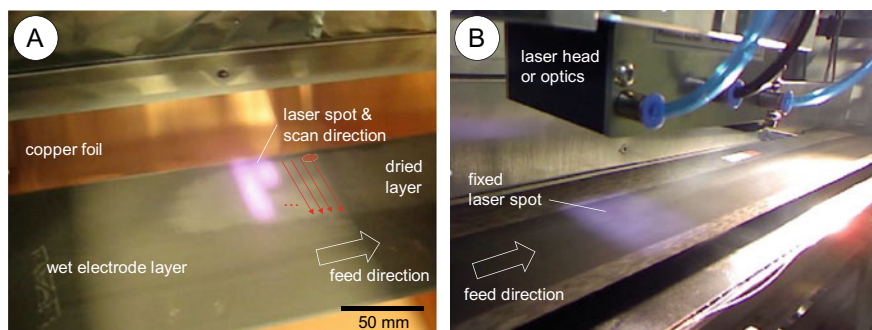 A
laser spot &
scan direction
copper foil
dried
layer
...
wet electrode layer
feed direction
50 mm
B
laser head
or optics
fixed
laser spot
feed direction